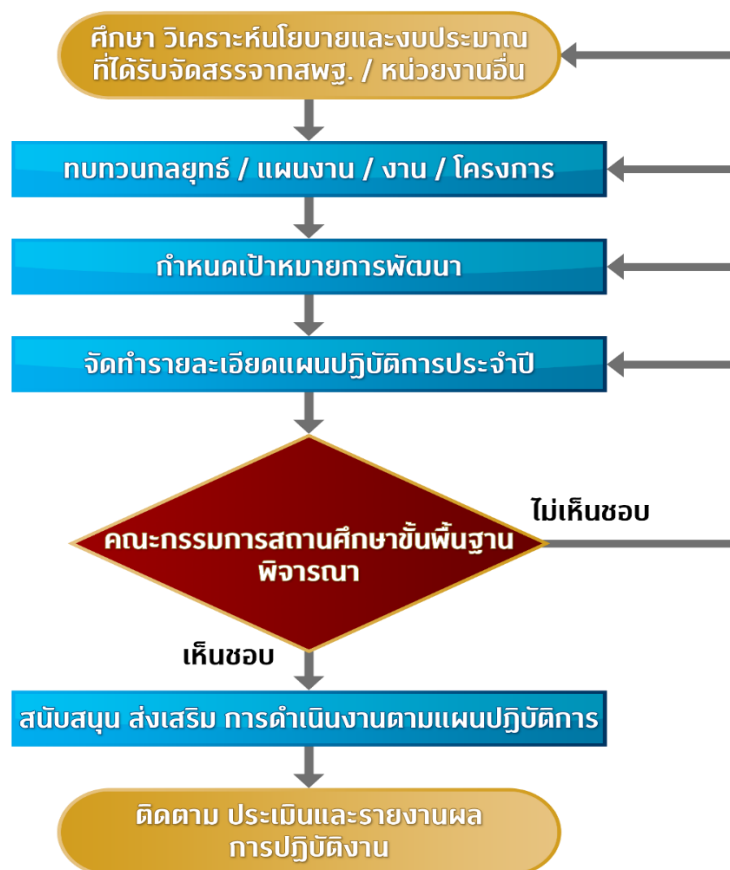 ศึกษา วิเคราะห์นโยบายและงบประมาณ
ที่ได้รับจัดสรรจากสพฐ. / หน่วยงานอื่น
ทบทวนกลยุทธ์ / แผนงาน / งาน / โครงการ
กำหนดเป้าหมายการพัฒนา
จัดทำรายละเอียดแผนปฏิบัติการประจำปี
ไม่เห็นชอบ
คณะกรรมการสถานศึกษาขั้นพื้นฐาน
พิจารณา
เห็นชอบ
สนับสนุน ส่งเสริม การดำเนินงานตามแผนปฏิบัติการ
ติดตาม ประเมินและรายงานผล
การปฏิบัติงาน